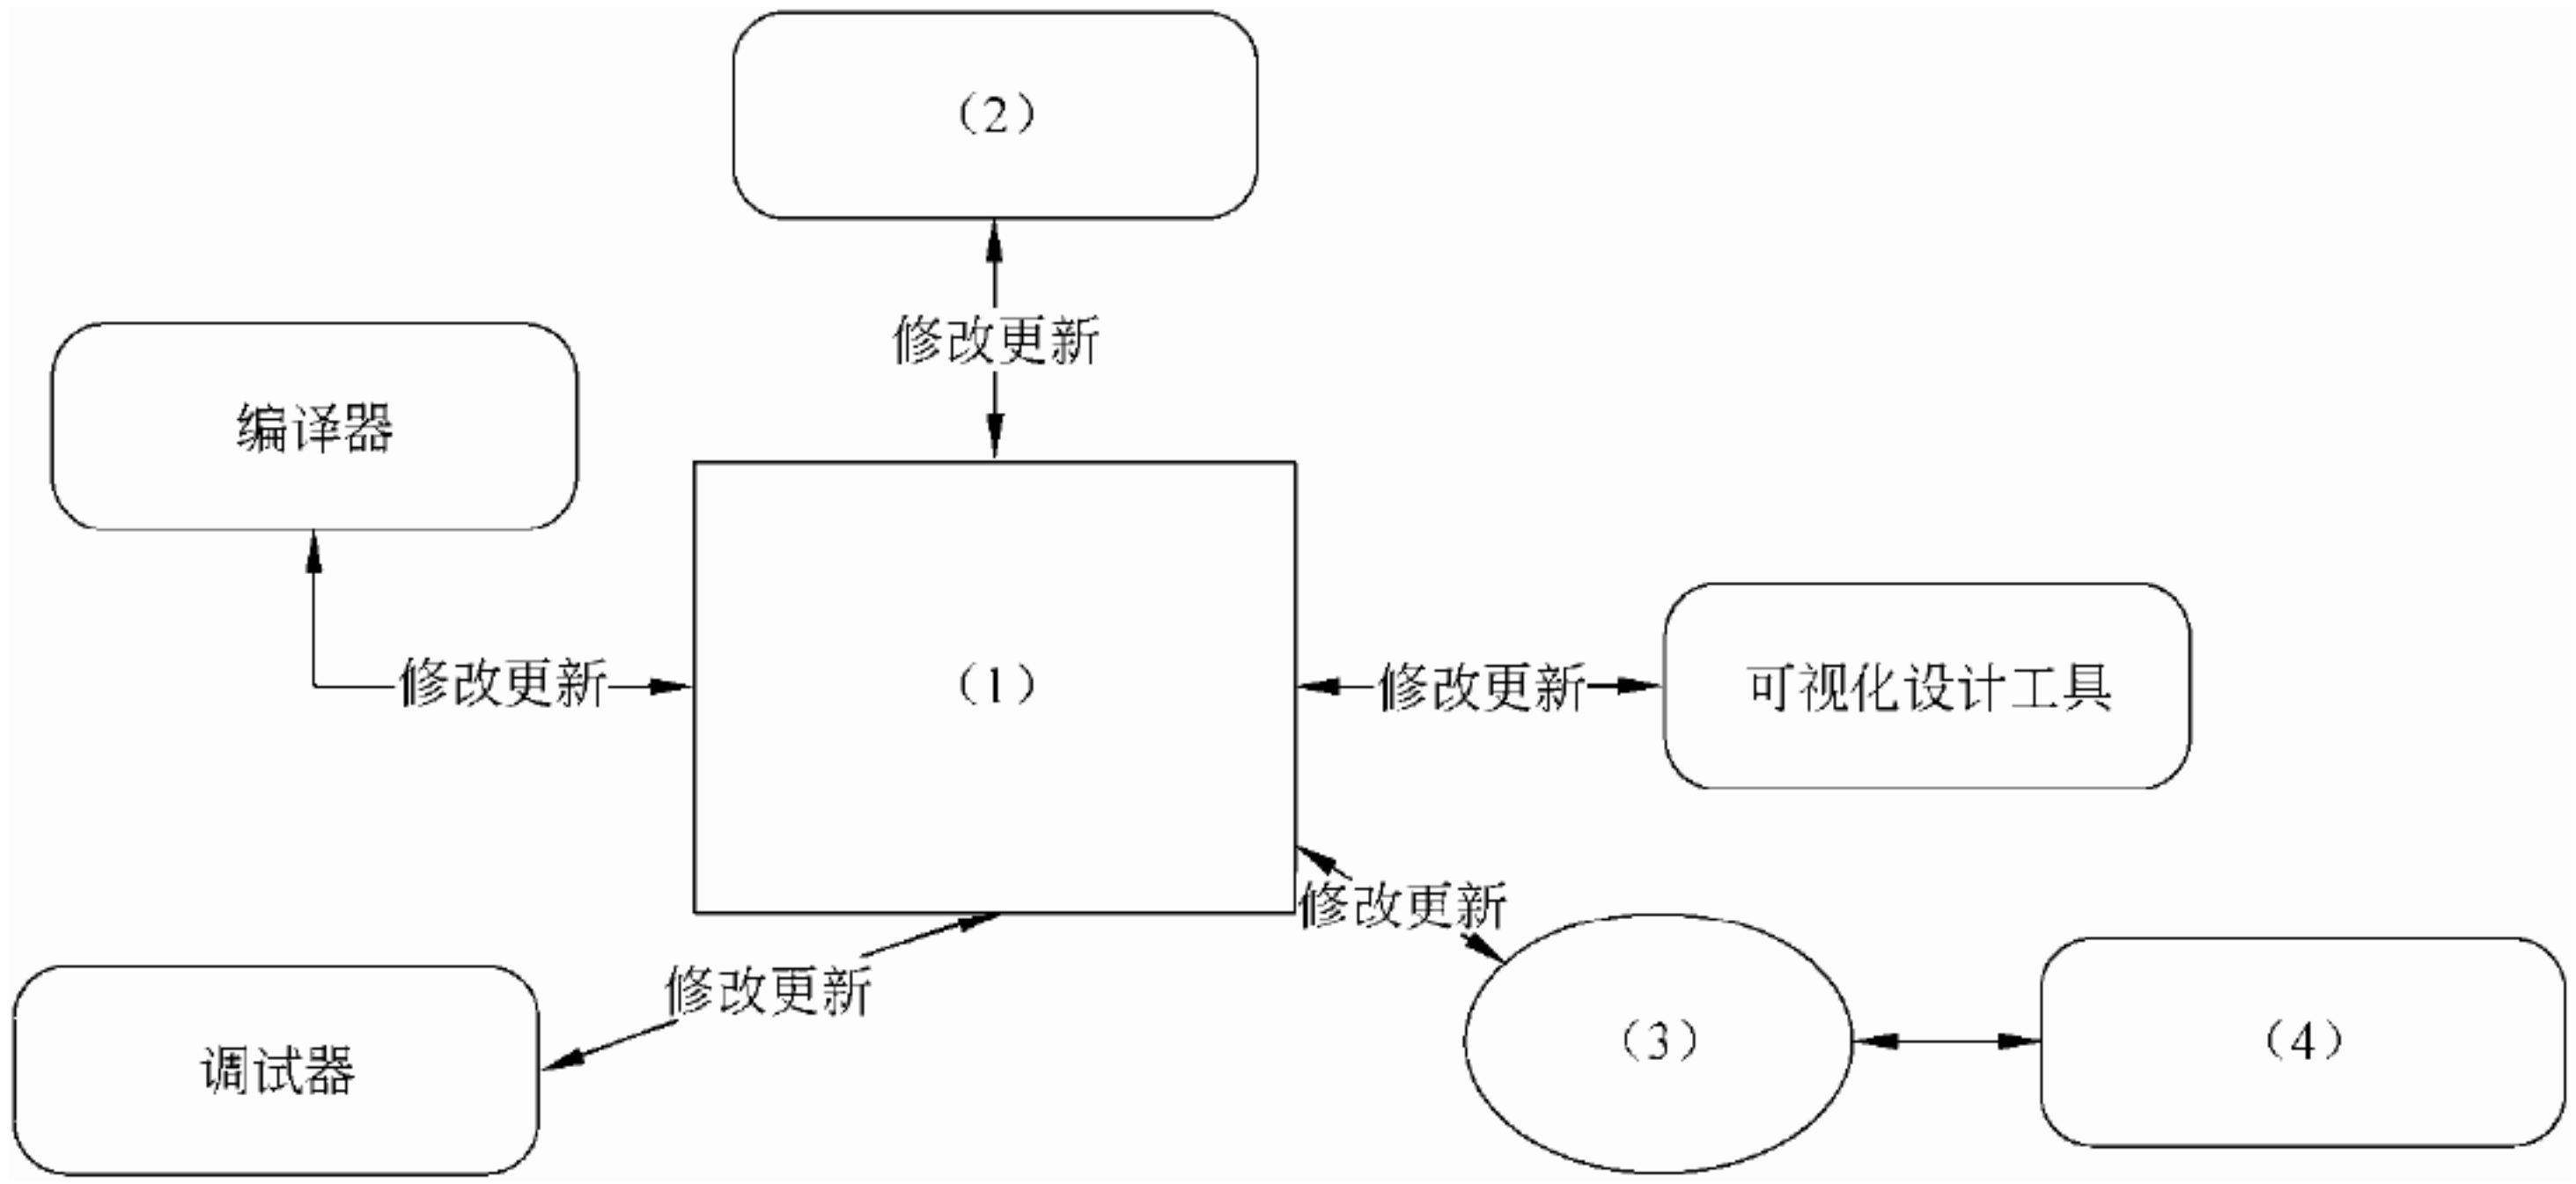 （2）
修改更新
编译器
修改更新
（1）
修改更新
可视化设计工具
修改更新
修改更新
调试器
（3）
（4）